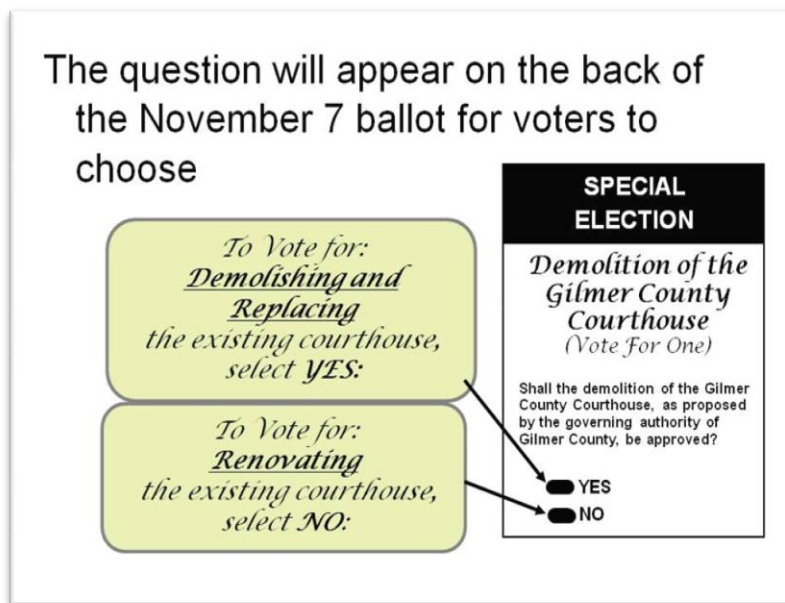 The question will appear on the back of
the November 7 ballot for voters to
choose
To Vote for:
Demolishing and
Replacing
the existing courthouse,
select YES:
To Vote for:
Renovating
the existing courthouse,
select NO:
SPECIAL
ELECTION
Demolition of the
Gilmer County
Courthouse
(Vote For One)
Shall the demolition of the Gilmer
County Courthouse, as proposed
by the governing authority of
Gilmer County, be approved?
YES
NO